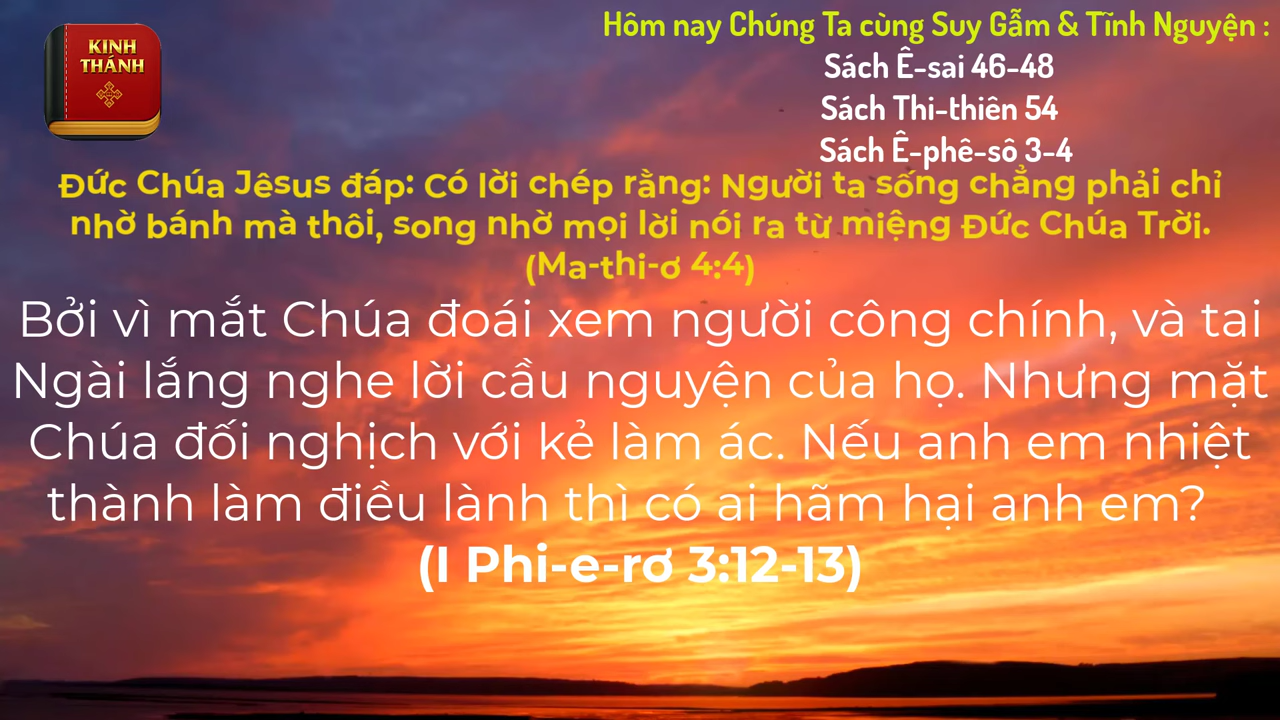 KINH
THÁNH
Hôm nay Chúng Ta cùng Suy Gẫm & Tĩnh Nguyện :
Sách Ê-sai 46-48
Sách Thi-thiên 54
Sách Ê-phê-sô 3-4
Đức Chúa Jêsus đáp: Có lời chép rằng: Người ta sống chẳng phải chỉ
nhờ bánh mà thôi, song nhờ mọi lời nói ra từ miệng Đức Chúa Trời.
(Ma-thi-ơ 4:4)
Bởi vì mắt Chúa đoái xem người công chính, và tai
Ngài lắng nghe lời cầu nguyện của họ. Nhưng mặt
Chúa đối nghịch với kẻ làm ác. Nếu anh em nhiệt
thành làm điều lành thì có ai hãm hại anh em?
(I Phi-e-rơ 3:12-13)